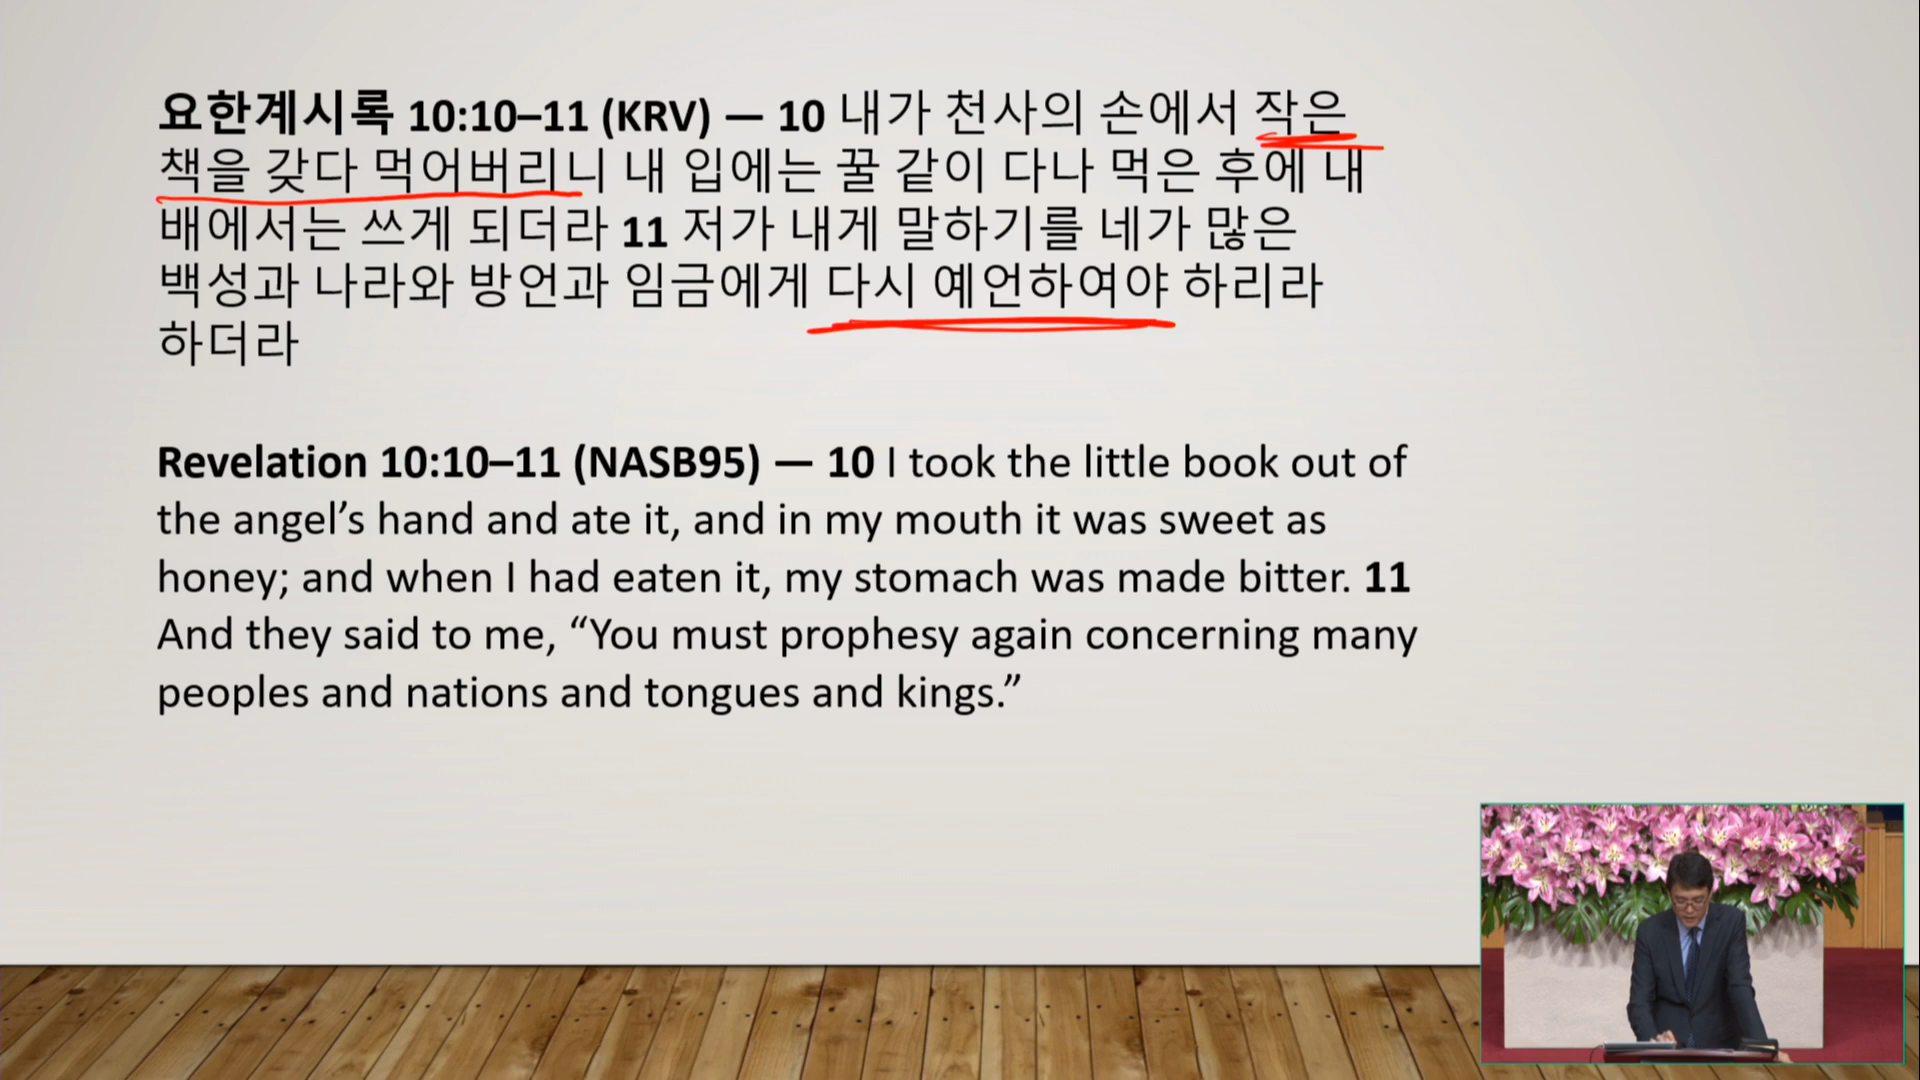 요한계시록 10:10–11 (KRV) — 10 내가 천사의 손에서 작은
책을 갖다 먹어버리니 내 입에는 꿀 같이 다나 먹은 후에 내
배에서는 쓰게 되더라 11 저가 내게 말하기를 네가 많은
백성과 나라와 방언과 임금에게 다시 예언하여야 하리라
하더라
Revelation 10:10–11 (NASB95) — 10 I took the little book out of
the angel’s hand and ate it, and in my mouth it was sweet as
honey; and when I had eaten it, my stomach was made bitter. 11
And they said to me, “You must prophesy again concerning many
peoples and nations and tongues and kings.”